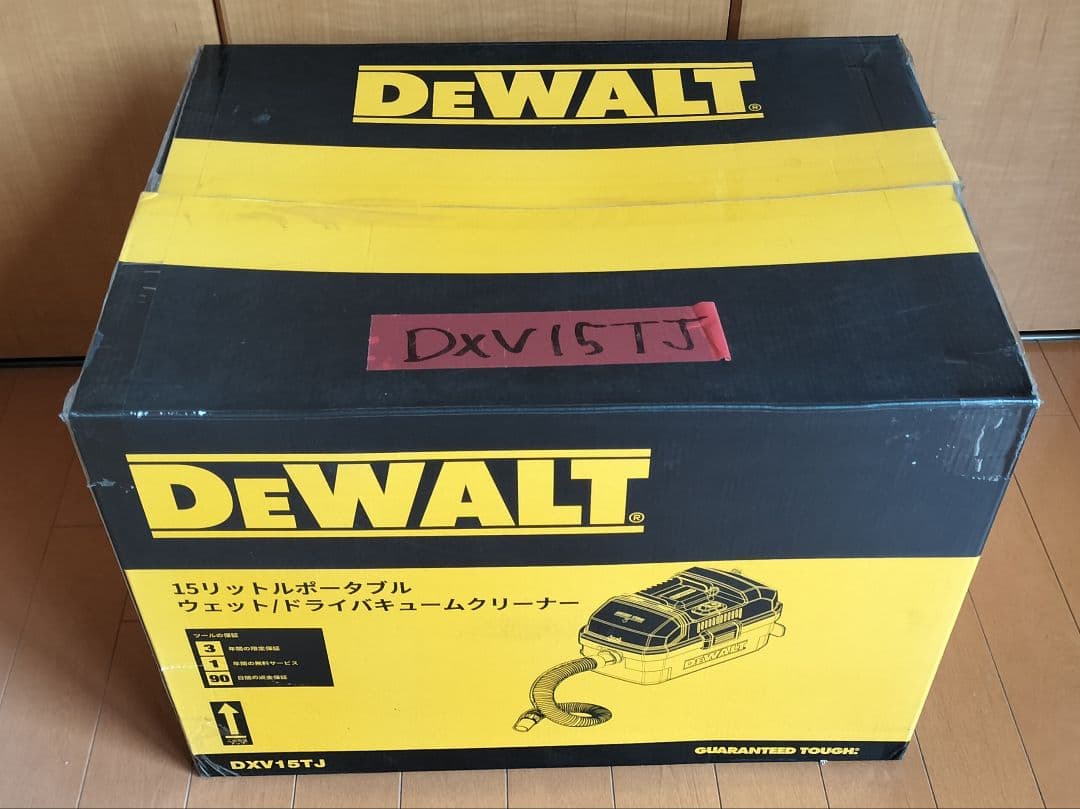 DEWALT®
DXV15TJ
DEWALT®
15リットルポータブル
ウェット/ドライバキュームクリーナー
ツールの保証
3 年間の限定保証
1 年間の無料サービス
90 日間の返金保証
DEWALT
DXV15TJ
GUARANTEED TOUGH.®